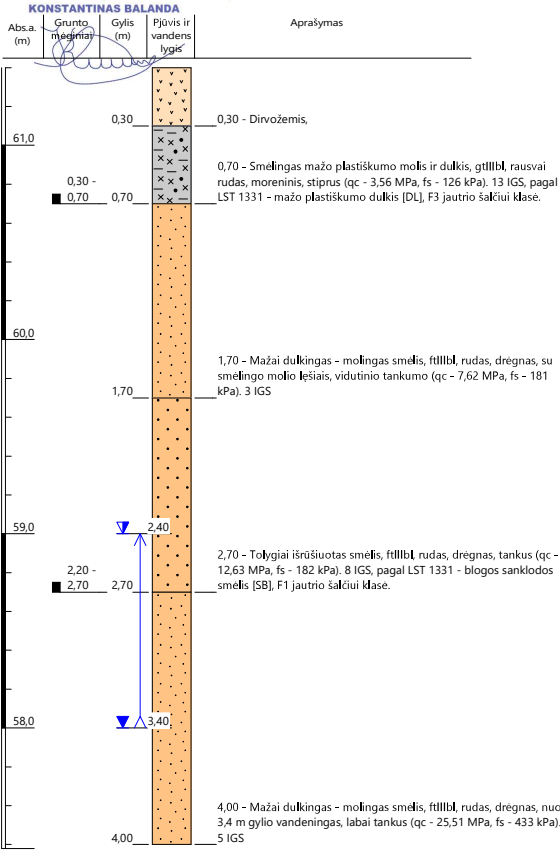 KONSTANTINAS BALANDA
Abs.a. (m)
Grunto mėginiai
Gylis (m)
Pjūvis ir vandens lygis
Aprašymas
0,30
0,30 - Dirvožemis,
61,0
0,30 - 0,70
0,70
0,70 - Smėlingas mažo plastiškumo molis ir dulkis, gtIIIbl, rausvai
rudas, moreninis, stiprus (qc - 3,56 MPa, fs - 126 kPa). 13 IGS, pagal
LST 1331 - mažo plastiškumo dulkis [DL], F3 jautrio šalčiui klasė.
60,0
1,70
1,70 - Mažai dulkingas - molingas smėlis, ftIIIbl, rudas, drėgnas, su
smėlingo molio lęšiais, vidutinio tankumo (qc - 7,62 MPa, fs - 181
kPa). 3 IGS
59,0
2,40
2,20 - 2,70
2,70
2,70 - Tolygiai išrūšiuotas smėlis, ftIIIbl, rudas, drėgnas, tankus (qc -
12,63 MPa, fs - 182 kPa). 8 IGS, pagal LST 1331 - blogos sanklodos
smėlis [SB], F1 jautrio šalčiui klasė.
58,0
3,40
4,00
4,00 - Mažai dulkingas - molingas smėlis, ftIIIbl, rudas, drėgnas, nuo
3,4 m gylio vandeningas, labai tankus (qc - 25,51 MPa, fs - 433 kPa).
5 IGS